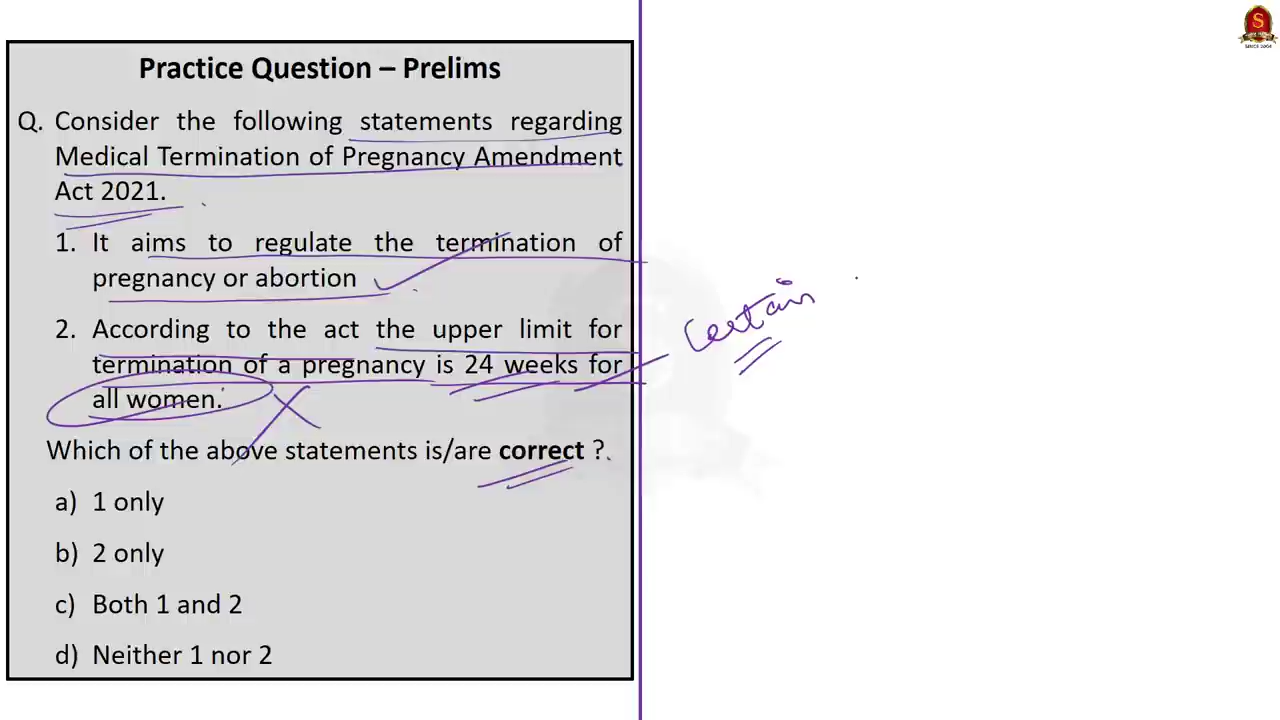 Practice Question – Prelims
Q. Consider the following statements regarding
Medical Termination of Pregnancy Amendment
Act 2021.
1. It aims to regulate the termination of
pregnancy or abortion
2. According to the act the upper limit for
termination of a pregnancy is 24 weeks for
all women.
Certain
Which of the above statements is/are correct ?
a) 1 only
b) 2 only
c) Both 1 and 2
d) Neither 1 nor 2
S
SINCE 2004